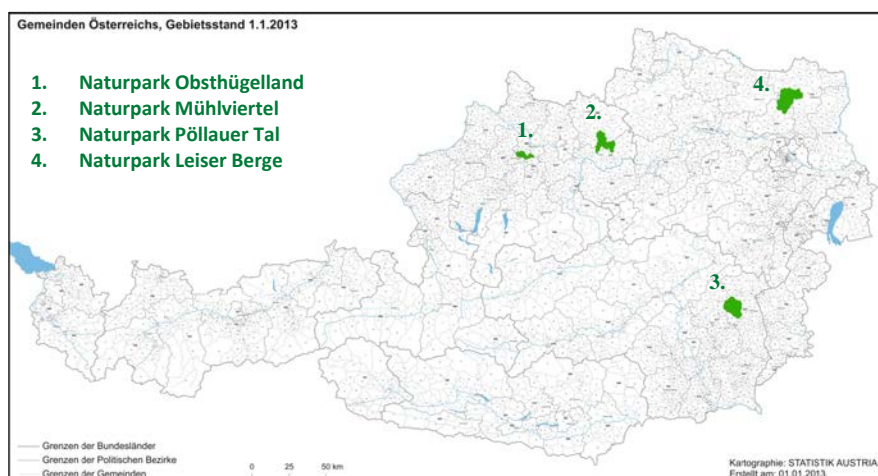 Gemeinden Österreichs, Gebietsstand 1.1.2013
1. Naturpark Obsthügelland
2. Naturpark Mühlviertel
3. Naturpark Pöllauer Tal
4. Naturpark Leiser Berge
4.
2.
1.
3.
Grenzen der Bundesländer
Grenzen der Politischen Bezirke
Grenzen der Gemeinden
0 25 50 km
Kartographie: STATISTIK AUSTRIA
Erstellt am: 01.01.2013